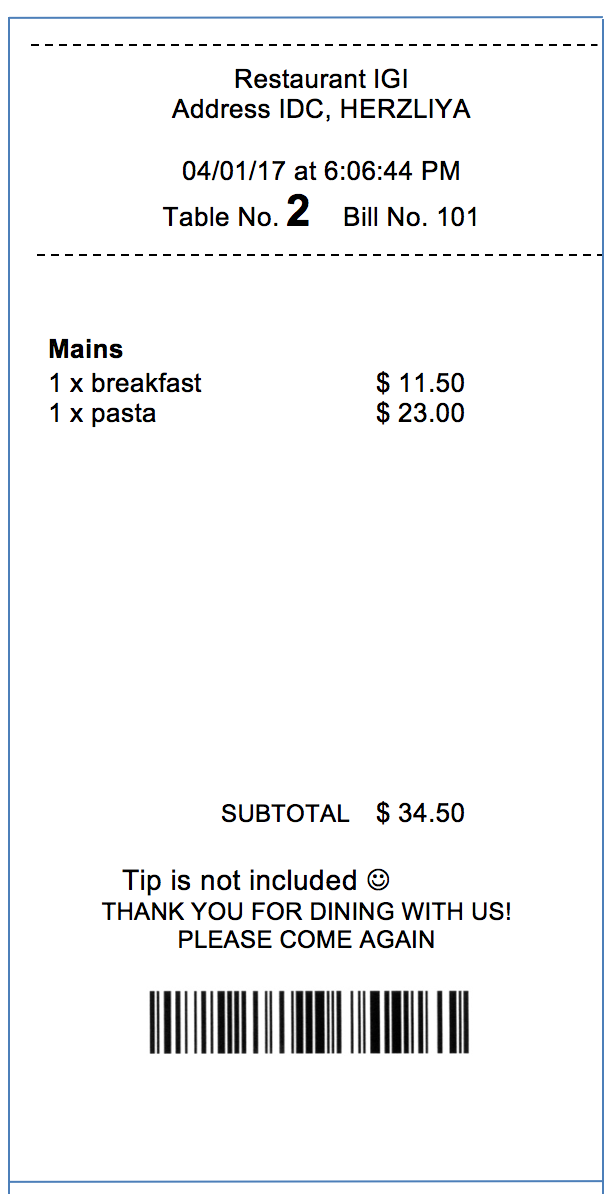 Restaurant IGI
Address IDC, HERZLIYA
04/01/17 at 6:06:44 PM
Table No. 2 Bill No. 101
Mains
1 x breakfast $ 11.50
1 x pasta $ 23.00
SUBTOTAL $ 34.50
Tip is not included ☺
THANK YOU FOR DINING WITH US!
PLEASE COME AGAIN